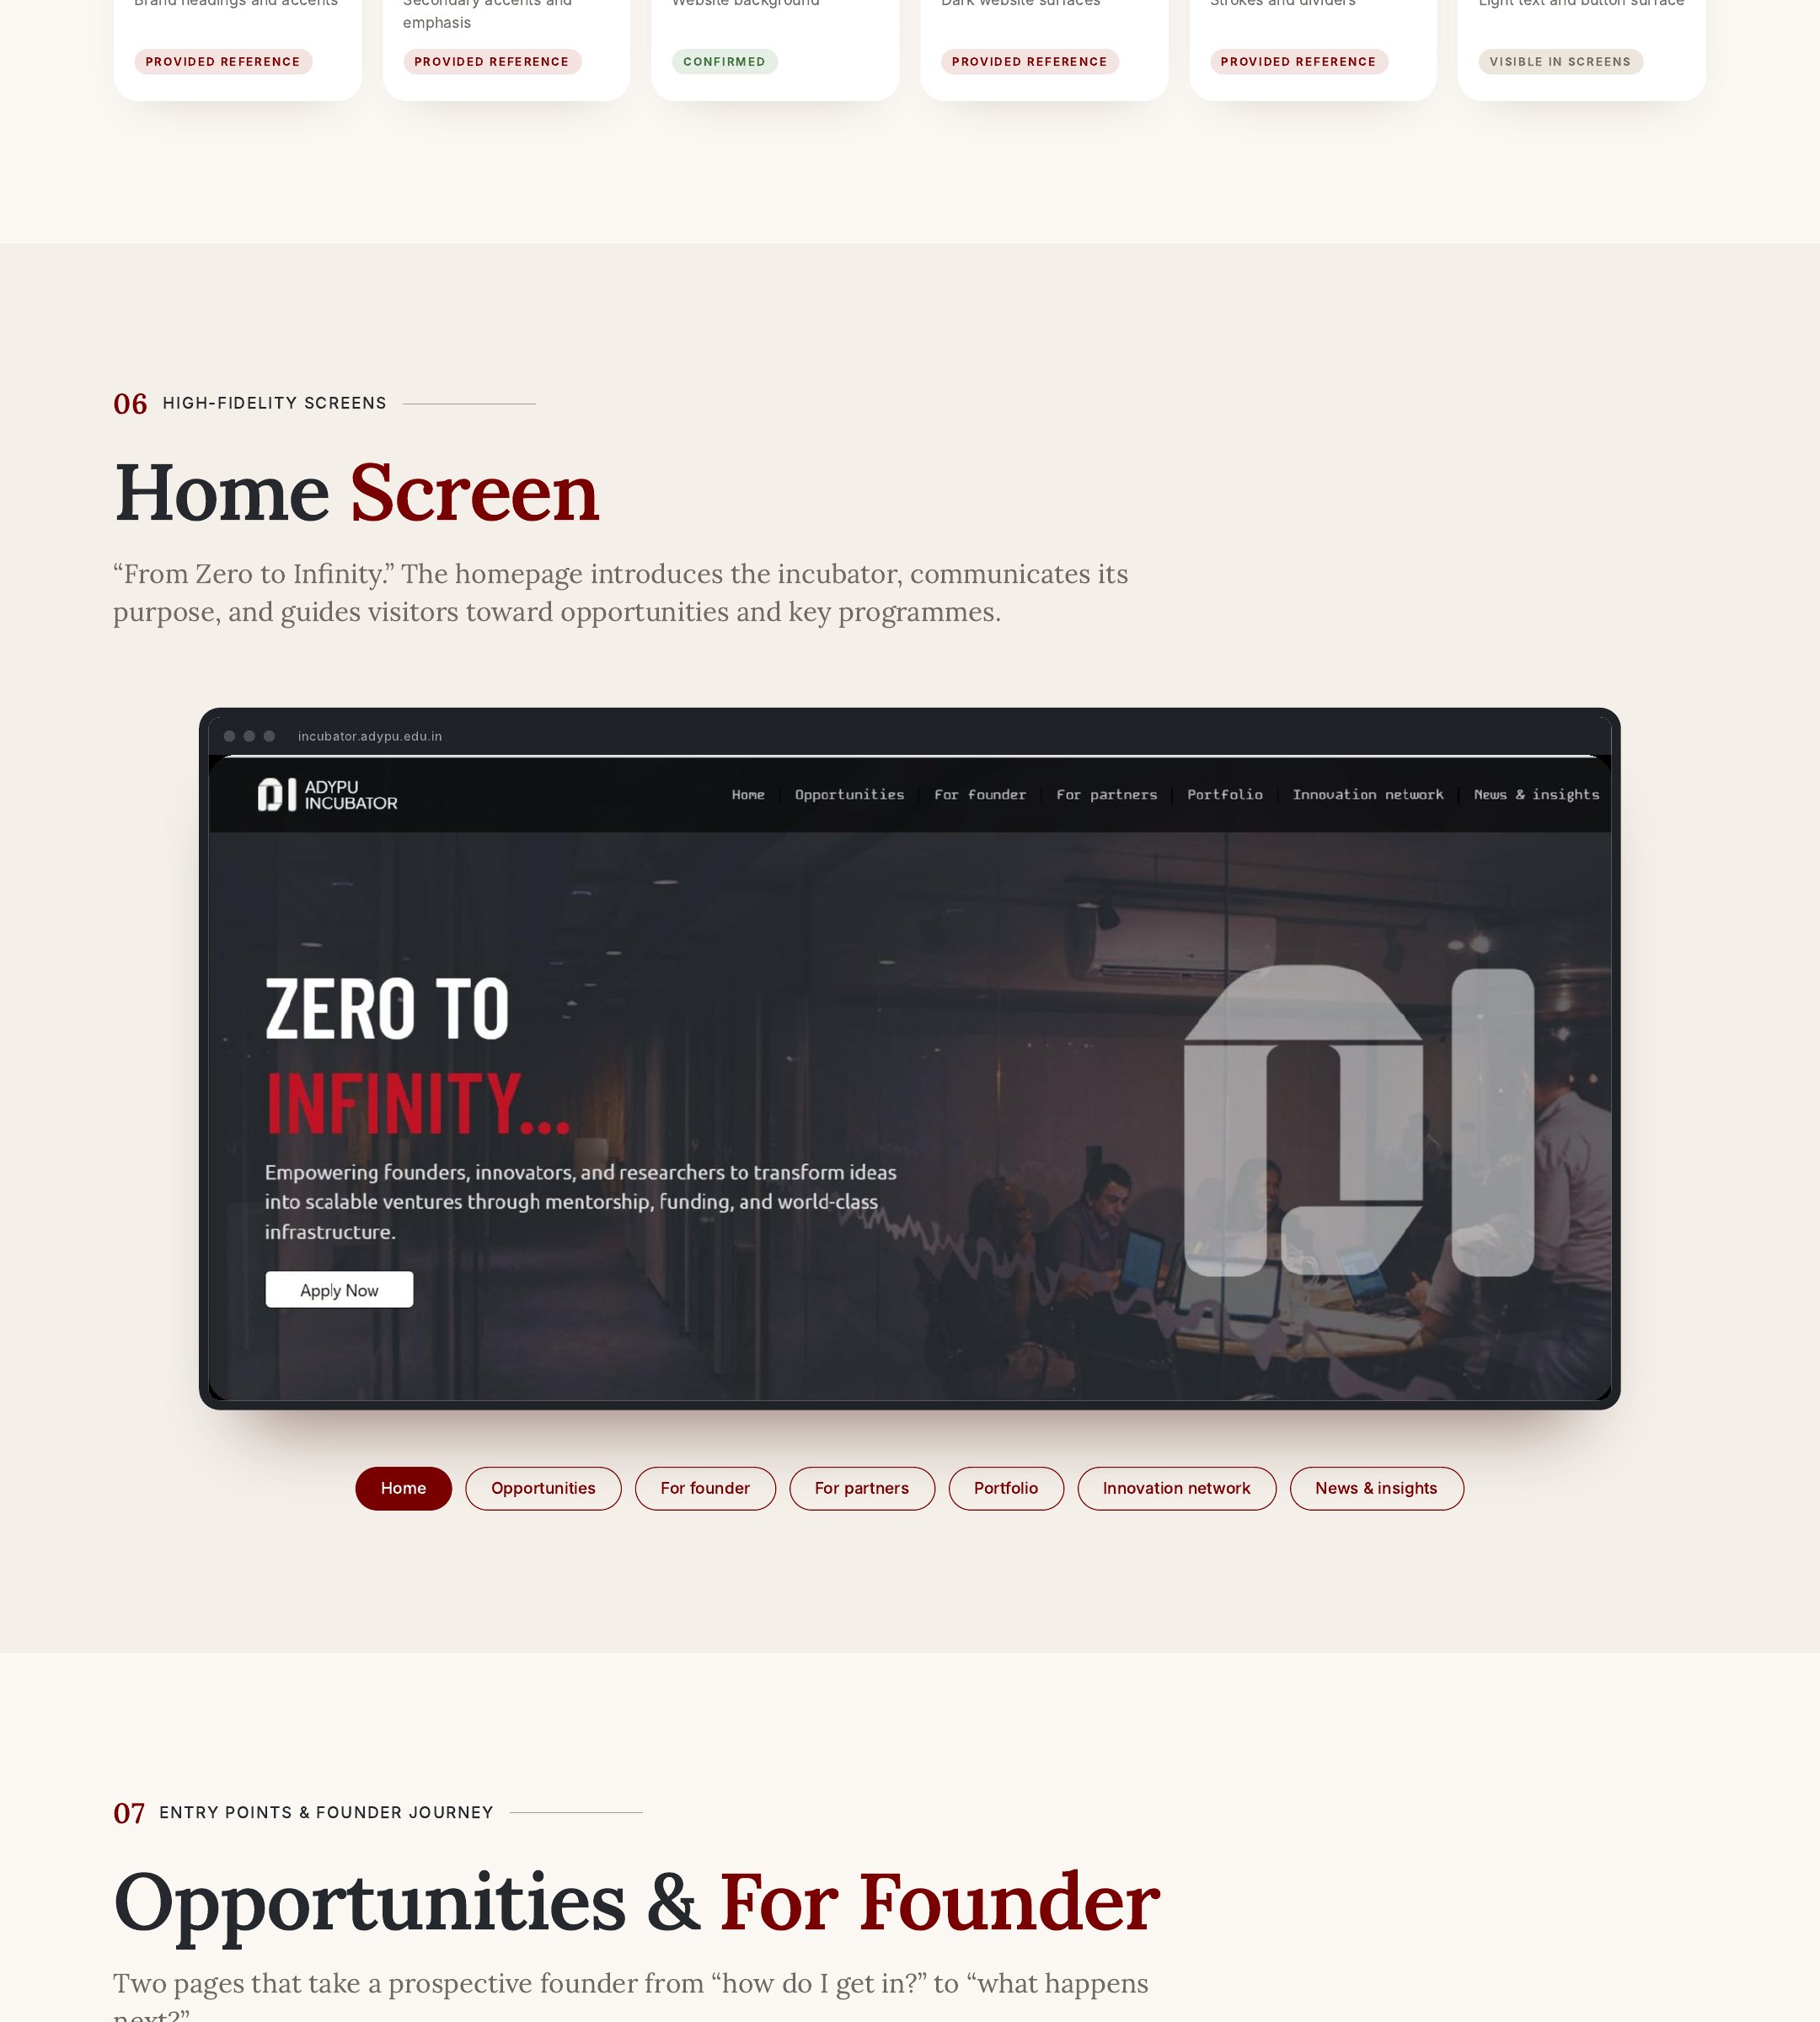 Brand headings and accents
Secondary accents and
emphasis
Website background
Dark website surfaces
Strokes and dividers
Light text and button surface
PROVIDED REFERENCE
PROVIDED REFERENCE
CONFIRMED
PROVIDED REFERENCE
PROVIDED REFERENCE
VISIBLE IN SCREENS
06 HIGH-FIDELITY SCREENS
Home Screen
“From Zero to Infinity.” The homepage introduces the incubator, communicates its
purpose, and guides visitors toward opportunities and key programmes.
incubator.adypu.edu.in
ADYPU
INCUBATOR
Home | Opportunities | For founder | For partners | Portfolio | Innovation network | News & insights
ZERO TO
INFINITY...
Empowering founders, innovators, and researchers to transform ideas
into scalable ventures through mentorship, funding, and world-class
infrastructure.
Apply Now
Home
Opportunities
For founder
For partners
Portfolio
Innovation network
News & insights
07 ENTRY POINTS & FOUNDER JOURNEY
Opportunities & For Founder
Two pages that take a prospective founder from “how do I get in?” to “what happens
next?”